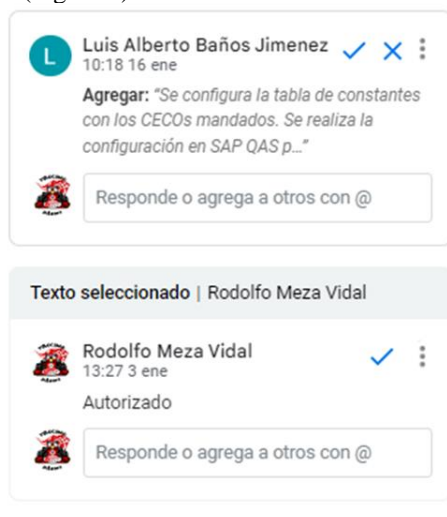 L
Luis Alberto Baños Jimenez
10:18 16 ene
Agregar: “Se configura la tabla de constantes
con los CECOs mandados. Se realiza la
configuración en SAP QAS p...”
Responde o agrega a otros con @
Texto seleccionado | Rodolfo Meza Vidal
Rodolfo Meza Vidal
13:27 3 ene
Autorizado
Responde o agrega a otros con @